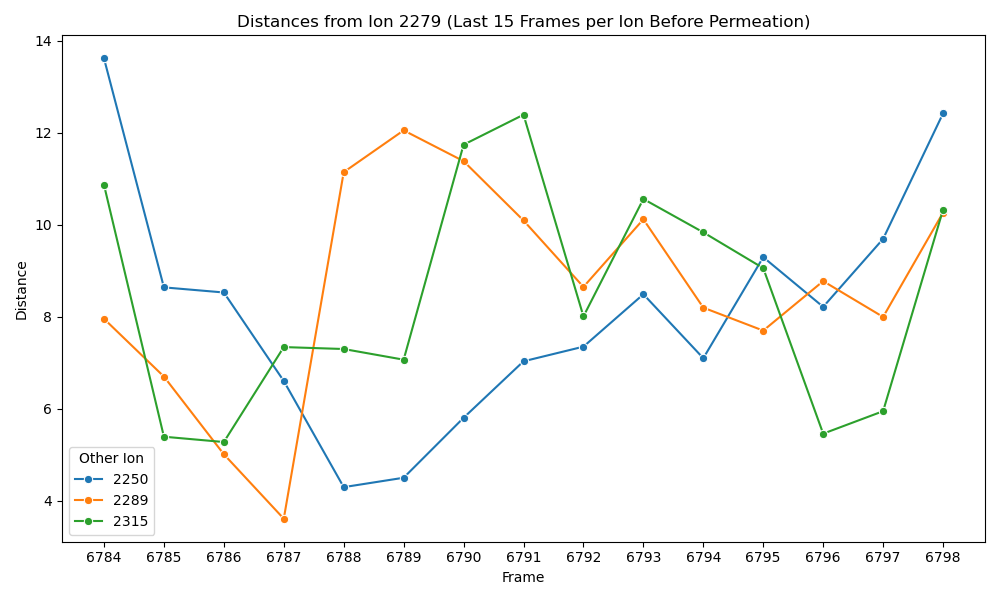 Distances from Ion 2279 (Last 15 Frames per Ion Before Permeation)
14
12
10
8
6
4
Distance
Other Ion
2250
2289
2315
6784 6785 6786 6787 6788 6789 6790 6791 6792 6793 6794 6795 6796 6797 6798
Frame